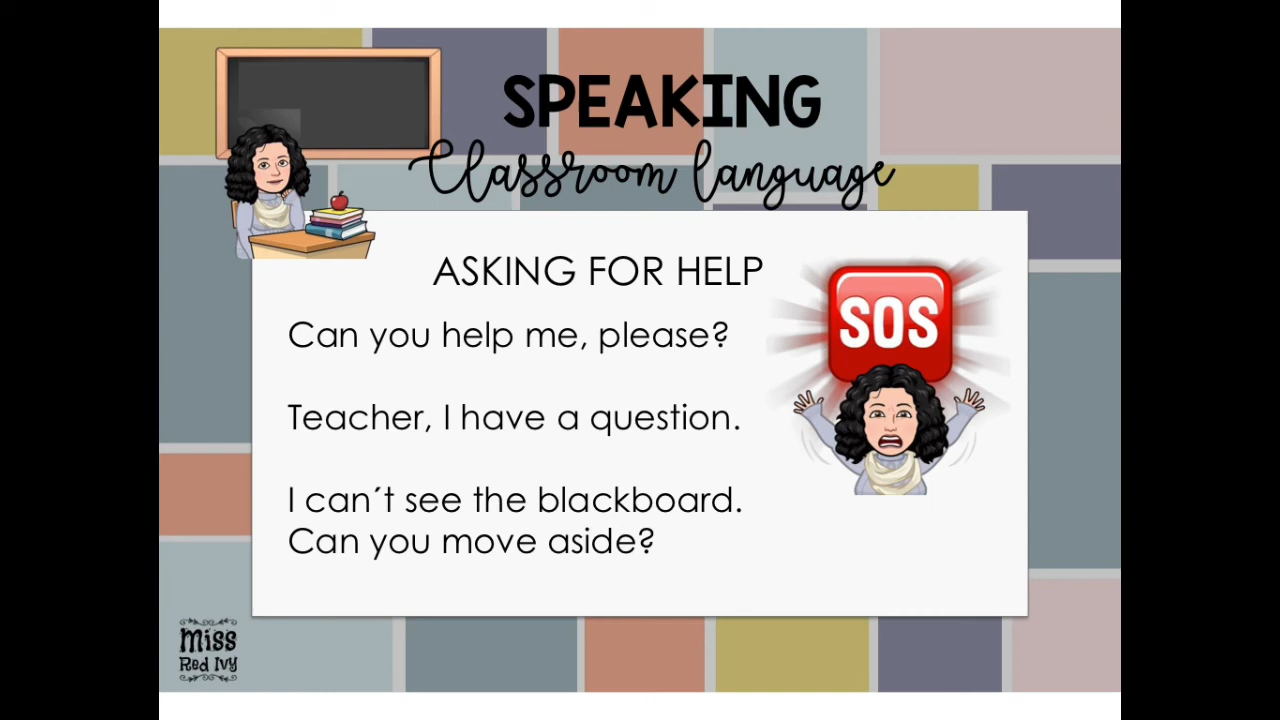 SPEAKING
Classroom language
ASKING FOR HELP
SOS
Can you help me, please?
Teacher, I have a question.
I can´t see the blackboard.
Can you move aside?
Miss
Red Ivy